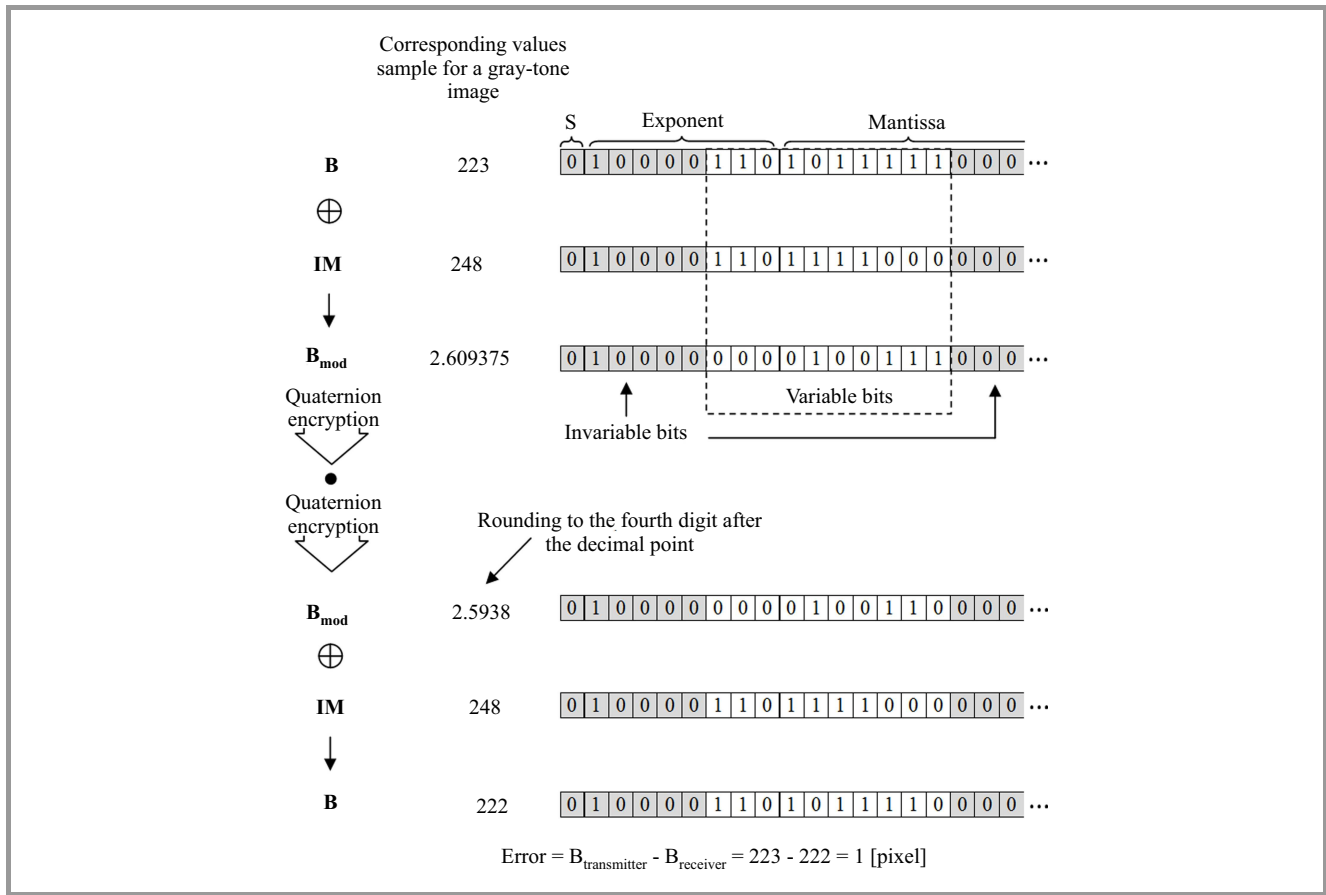 Corresponding values
sample for a gray-tone
image
S Exponent Mantissa
B 223 0 1 0 0 0 0 1 1 0 1 0 1 1 1 1 1 0 0 0 ...
⊕
IM 248 0 1 0 0 0 0 1 1 0 1 1 1 1 0 0 0 0 0 0 ...
B_mod 2.609375 0 1 0 0 0 0 0 0 0 0 1 0 0 1 1 1 0 0 0 ...
Quaternion
encryption
Variable bits
Invariable bits
Quaternion
encryption
Rounding to the fourth digit after
the decimal point
B_mod 2.5938 0 1 0 0 0 0 0 0 0 0 1 0 0 1 1 0 0 0 0 ...
⊕
IM 248 0 1 0 0 0 0 1 1 0 1 1 1 1 0 0 0 0 0 0 ...
B 222 0 1 0 0 0 0 1 1 0 1 0 1 1 1 1 0 0 0 0 ...
Error = B_transmitter - B_receiver = 223 - 222 = 1 [pixel]